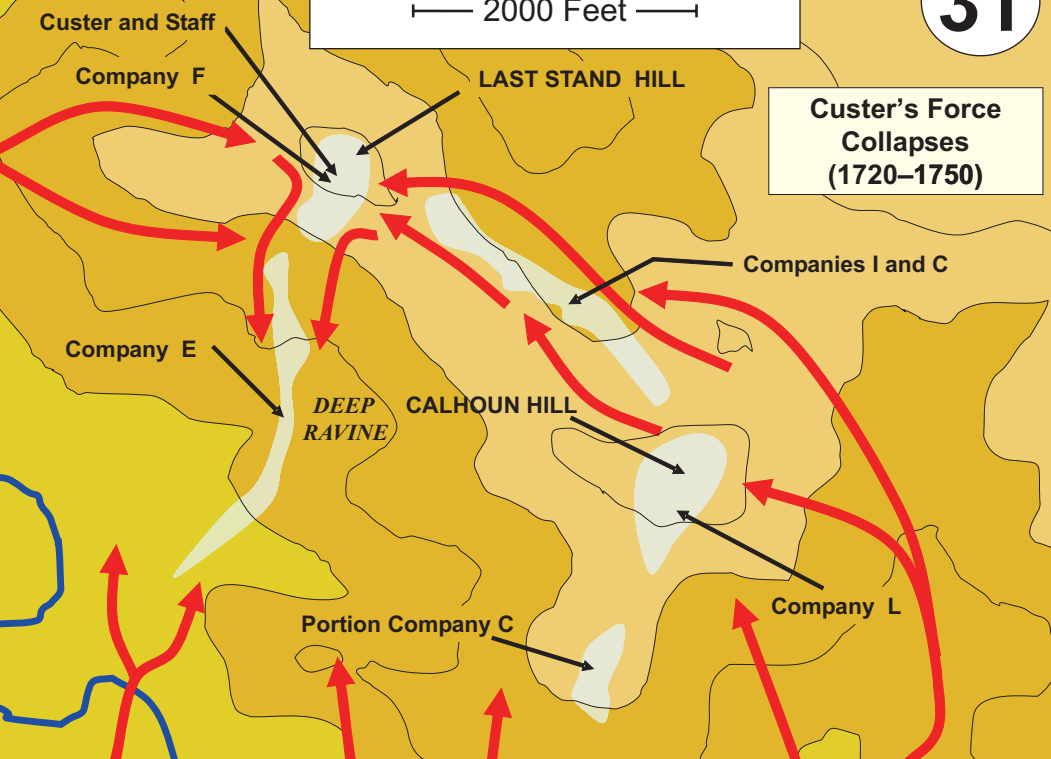 2000 Feet
31
Custer and Staff
Company F
LAST STAND HILL
Custer’s Force
Collapses
(1720–1750)
Companies I and C
Company E
DEEP
RAVINE
CALHOUN HILL
Company L
Portion Company C